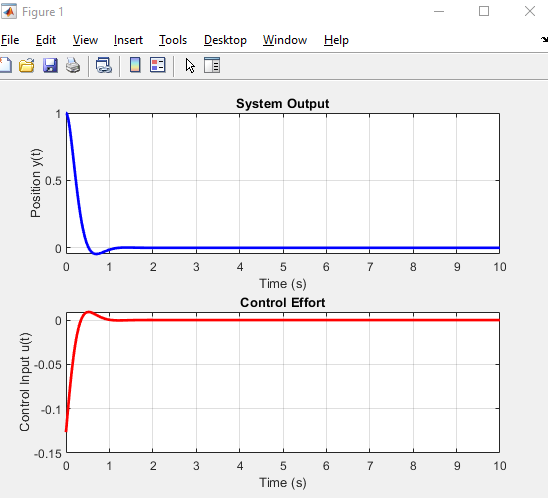 Figure 1
File Edit View Insert Tools Desktop Window Help
System Output
Position y(t)
1
0.5
0
0 1 2 3 4 5 6 7 8 9 10
Time (s)
Control Effort
Control Input u(t)
0
-0.05
-0.1
-0.15
0 1 2 3 4 5 6 7 8 9 10
Time (s)